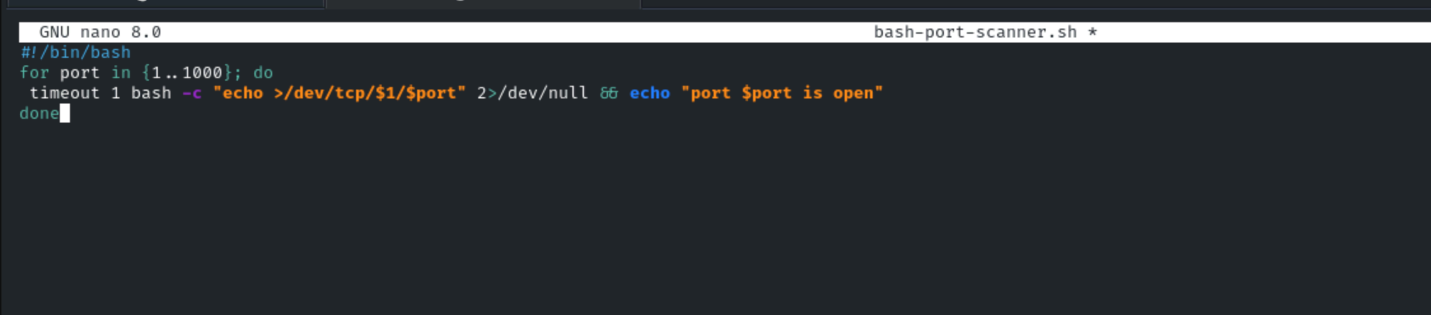 GNU nano 8.0 bash-port-scanner.sh *
#!/bin/bash
for port in {1..1000}; do
 timeout 1 bash -c "echo >/dev/tcp/$1/$port" 2>/dev/null && echo "port $port is open"
done